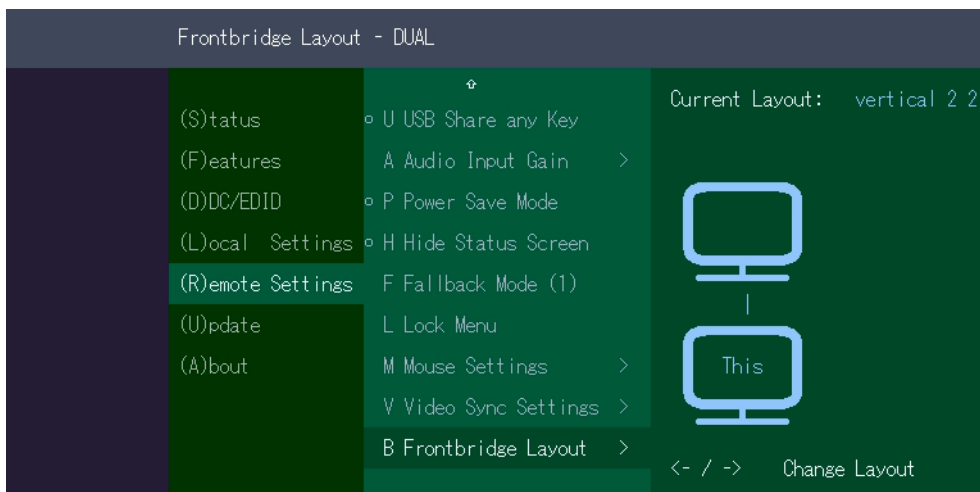 Frontbridge Layout - DUAL
(S)tatus
(F)eatures
(D)DC/EDID
(L)ocal Settings
(R)emote Settings
(U)pdate
(A)bout
U USB Share any Key
A Audio Input Gain >
P Power Save Mode
H Hide Status Screen
F Fallback Mode (1)
L Lock Menu
M Mouse Settings >
V Video Sync Settings >
B Frontbridge Layout >
Current Layout: vertical 2 2
This
<- / -> Change Layout